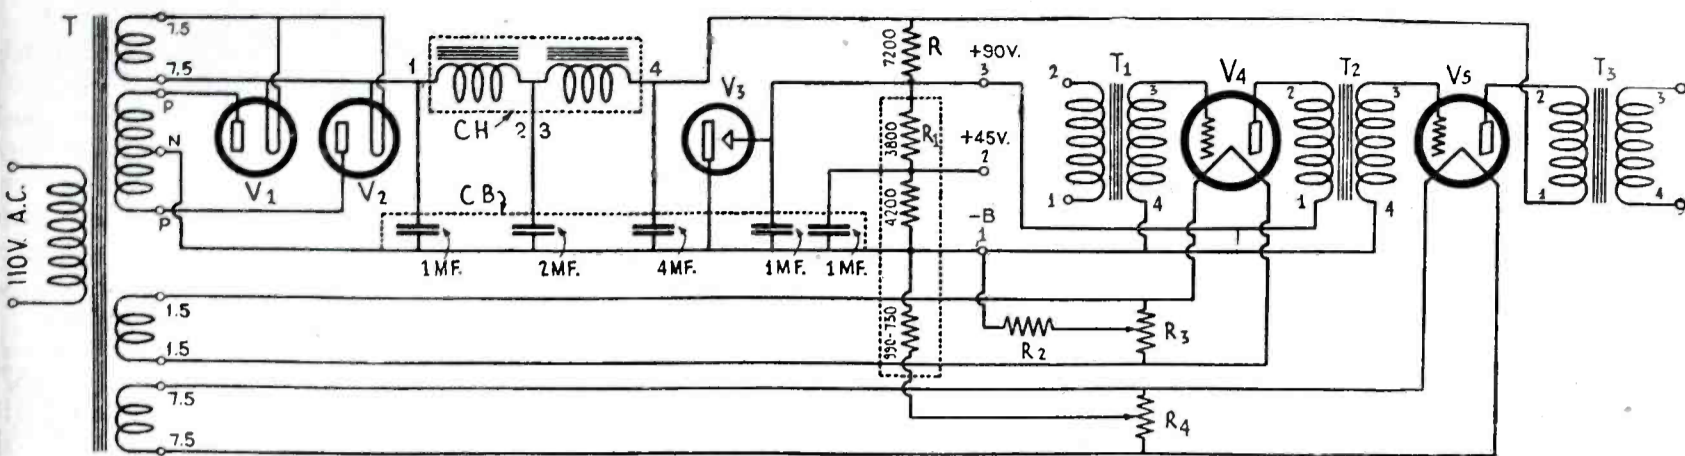 T
110V. A.C.
7.5
7.5
P
N
P
1.5
1.5
7.5
7.5
V1
V2
1
4
CH
2 3
CB
1MF.
2MF.
4MF.
1MF.
1MF.
V3
7200
R
3800
R1
4200
990-750
+90V.
3
+45V.
2
-B
1
R2
R3
R4
T1
2
1
3
4
V4
T2
2
1
3
4
V5
T3
2
1
3
4